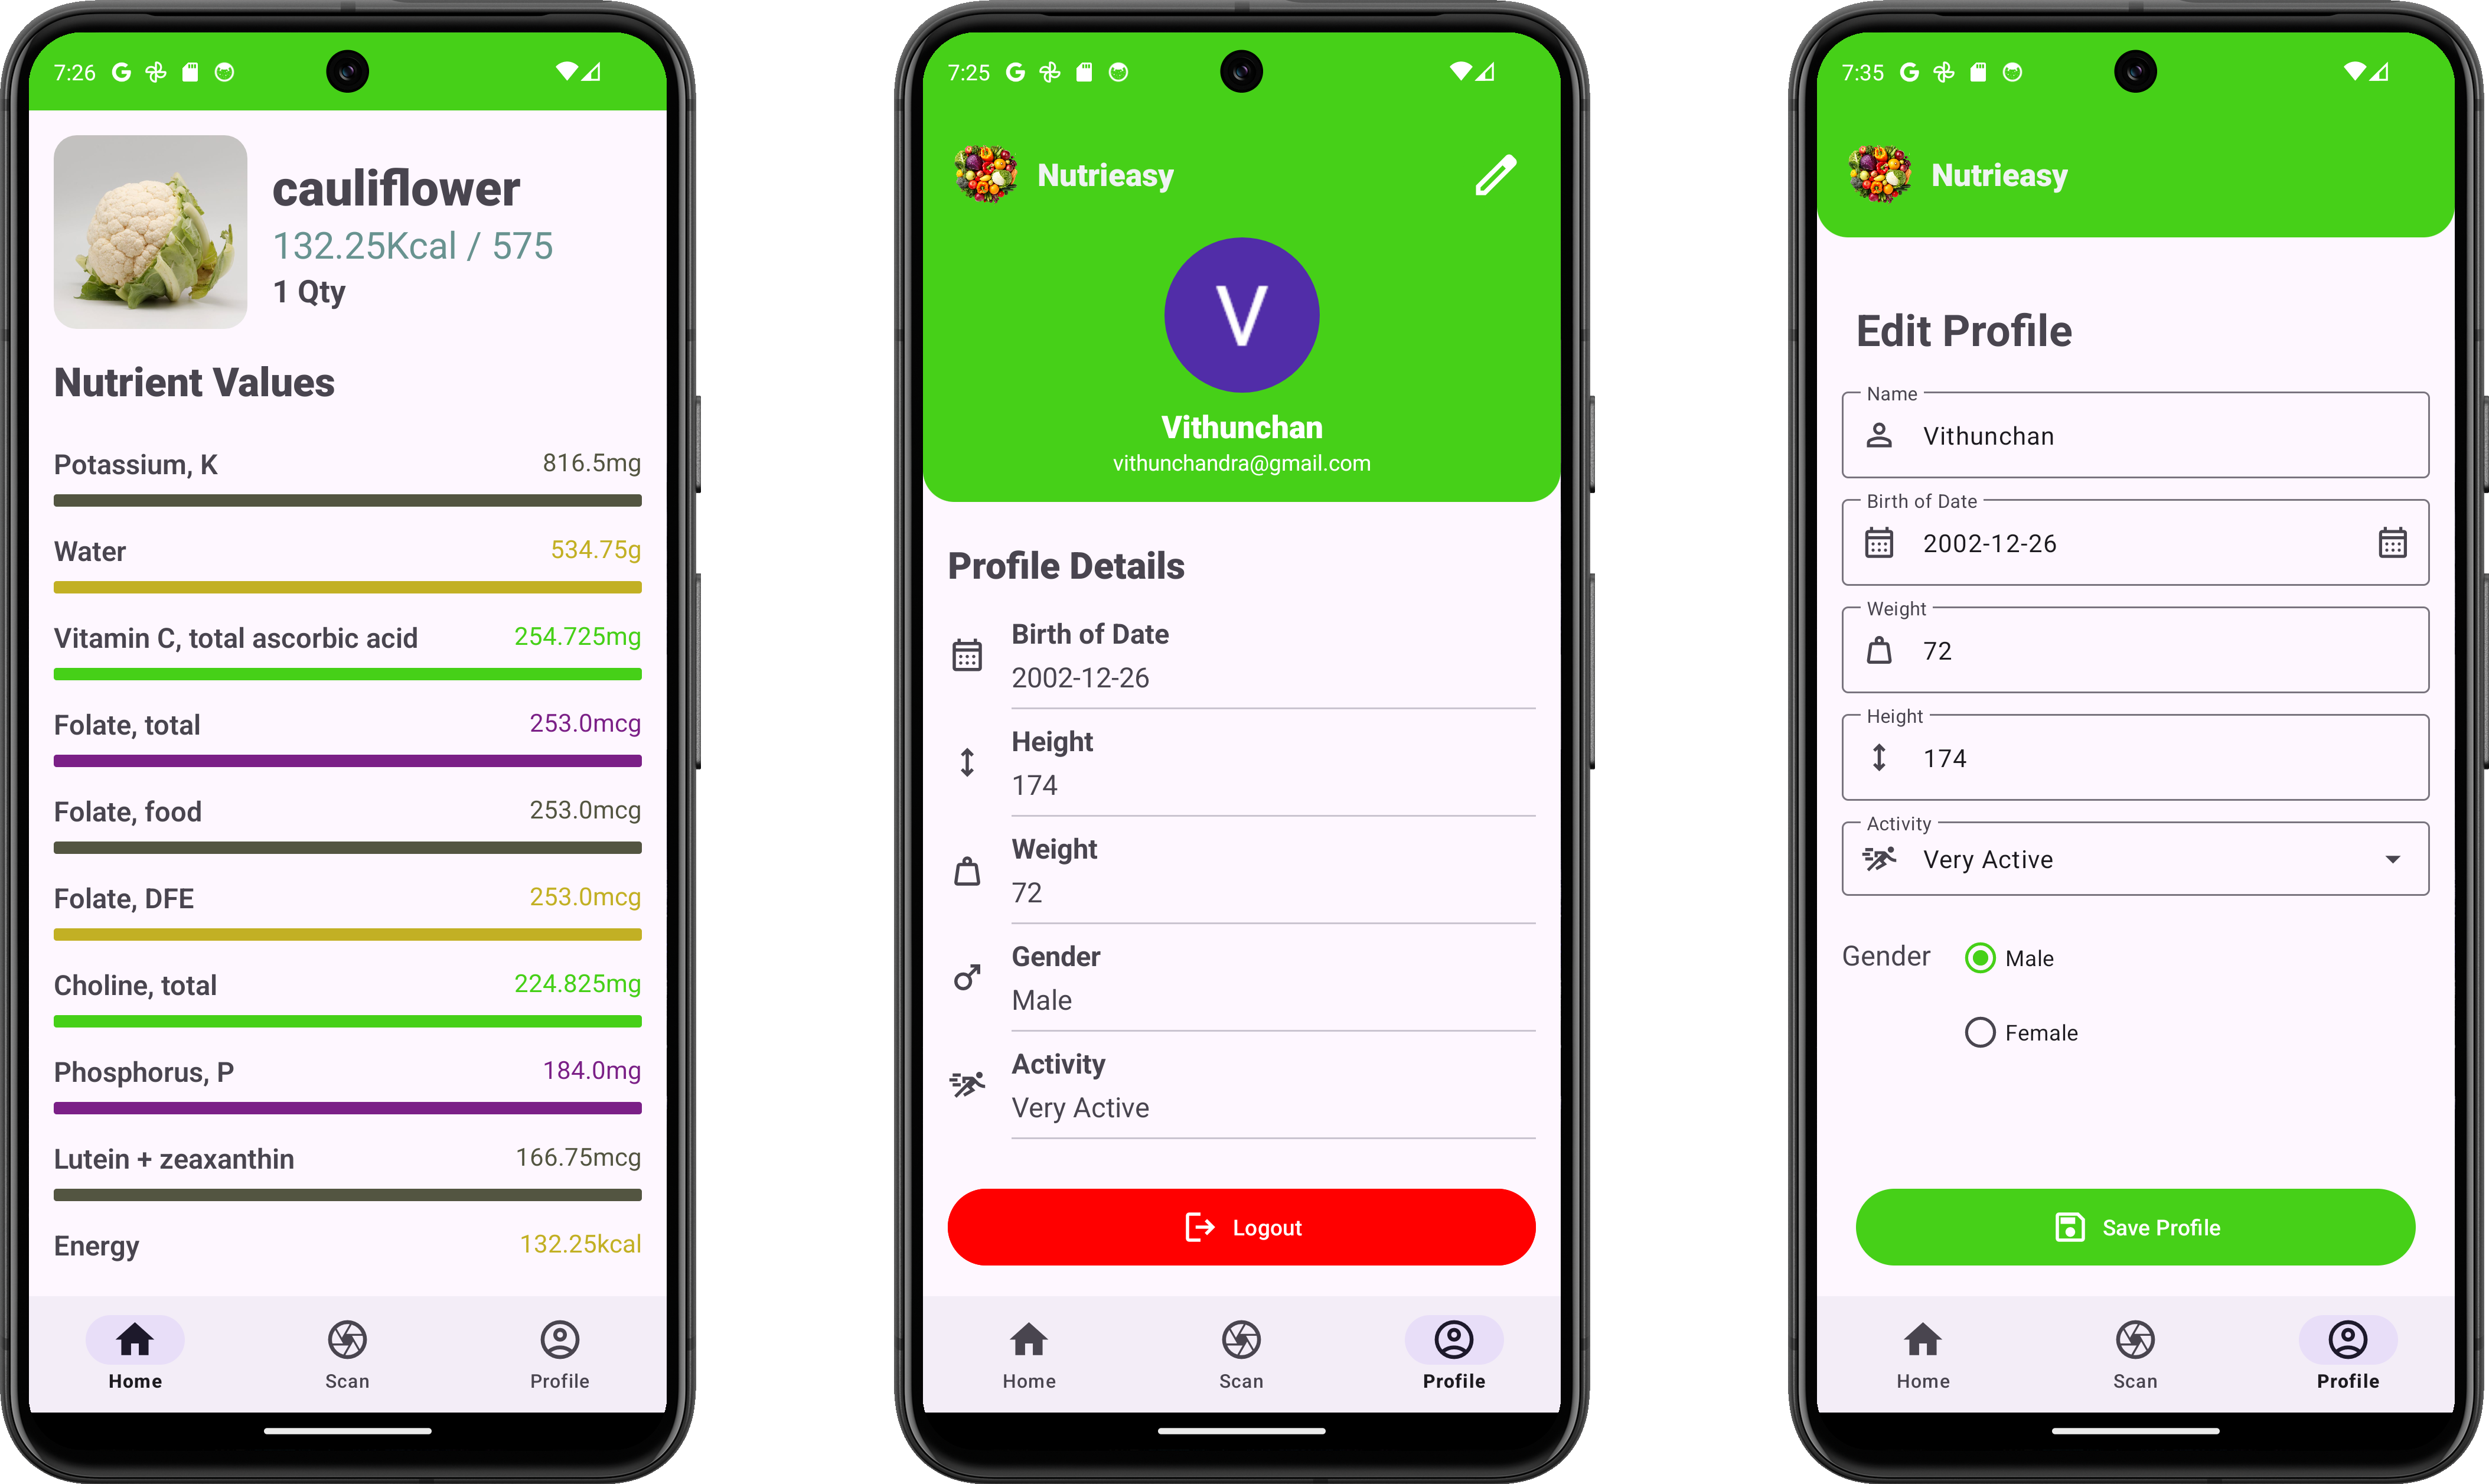 7:26
cauliflower
132.25Kcal / 575
1 Qty
Nutrient Values
Potassium, K 816.5mg
Water 534.75g
Vitamin C, total ascorbic acid 254.725mg
Folate, total 253.0mcg
Folate, food 253.0mcg
Folate, DFE 253.0mcg
Choline, total 224.825mg
Phosphorus, P 184.0mg
Lutein + zeaxanthin 166.75mcg
Energy 132.25kcal
Home Scan Profile
7:25
Nutrieasy
V
Vithunchan
vithunchandra@gmail.com
Profile Details
Birth of Date
2002-12-26
Height
174
Weight
72
Gender
Male
Activity
Very Active
Logout
Home Scan Profile
7:35
Nutrieasy
Edit Profile
Name
Vithunchan
Birth of Date
2002-12-26
Weight
72
Height
174
Activity
Very Active
Gender Male
Female
Save Profile
Home Scan Profile